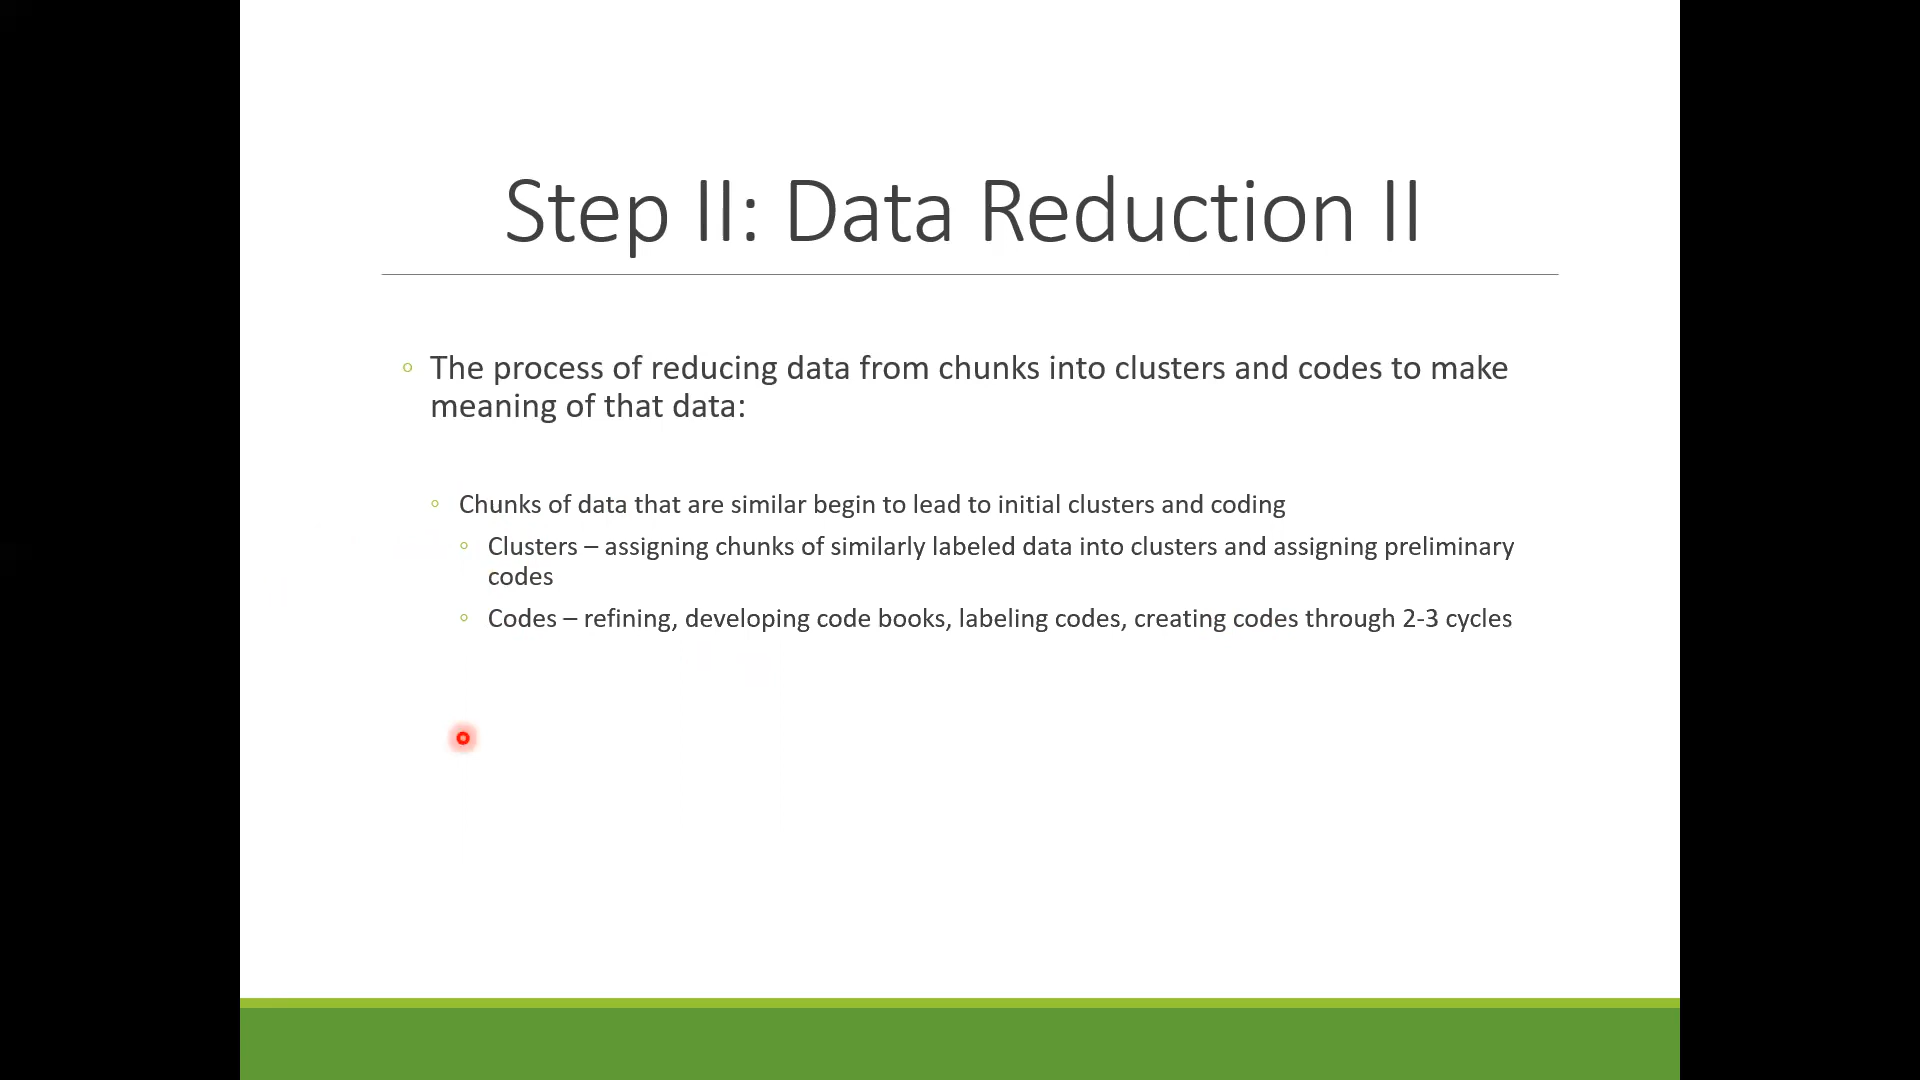 Step II: Data Reduction II
The process of reducing data from chunks into clusters and codes to make
meaning of that data:
Chunks of data that are similar begin to lead to initial clusters and coding
Clusters – assigning chunks of similarly labeled data into clusters and assigning preliminary
codes
Codes – refining, developing code books, labeling codes, creating codes through 2-3 cycles